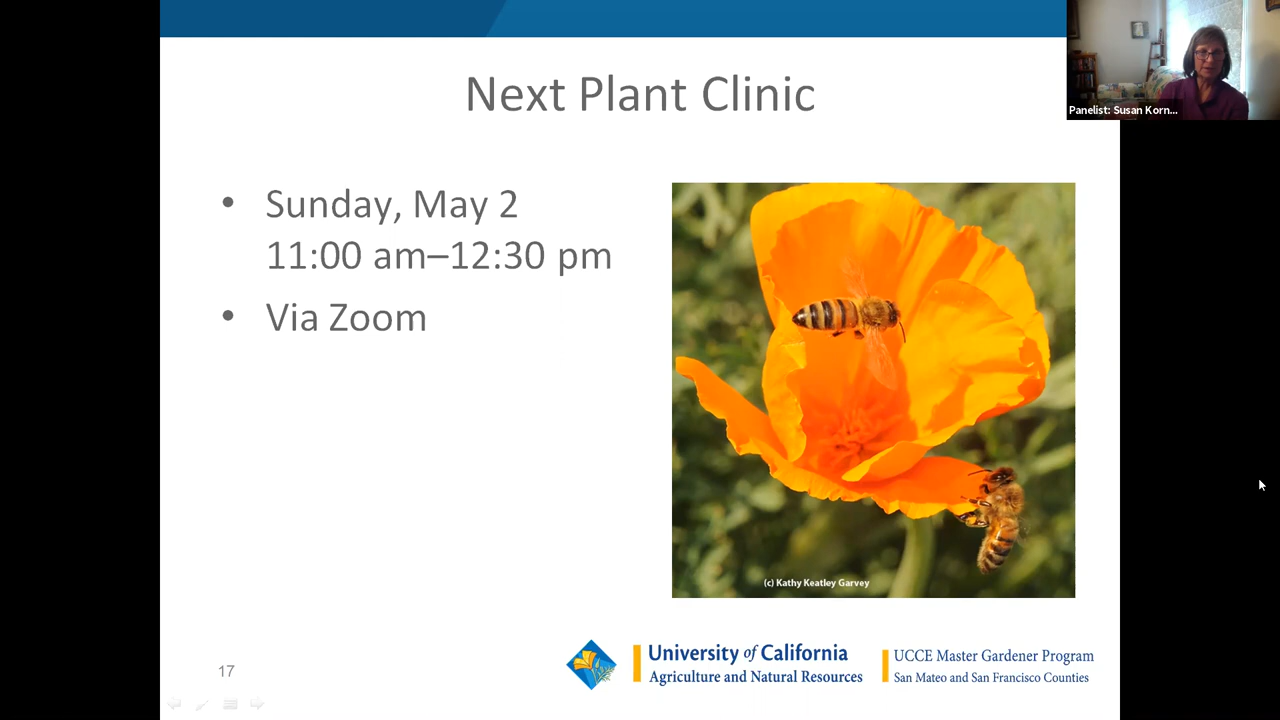 Next Plant Clinic
Panelist: Susan Korn...
• Sunday, May 2
11:00 am–12:30 pm
• Via Zoom
(c) Kathy Keatley Garvey
17
University of California
Agriculture and Natural Resources
UCCE Master Gardener Program
San Mateo and San Francisco Counties